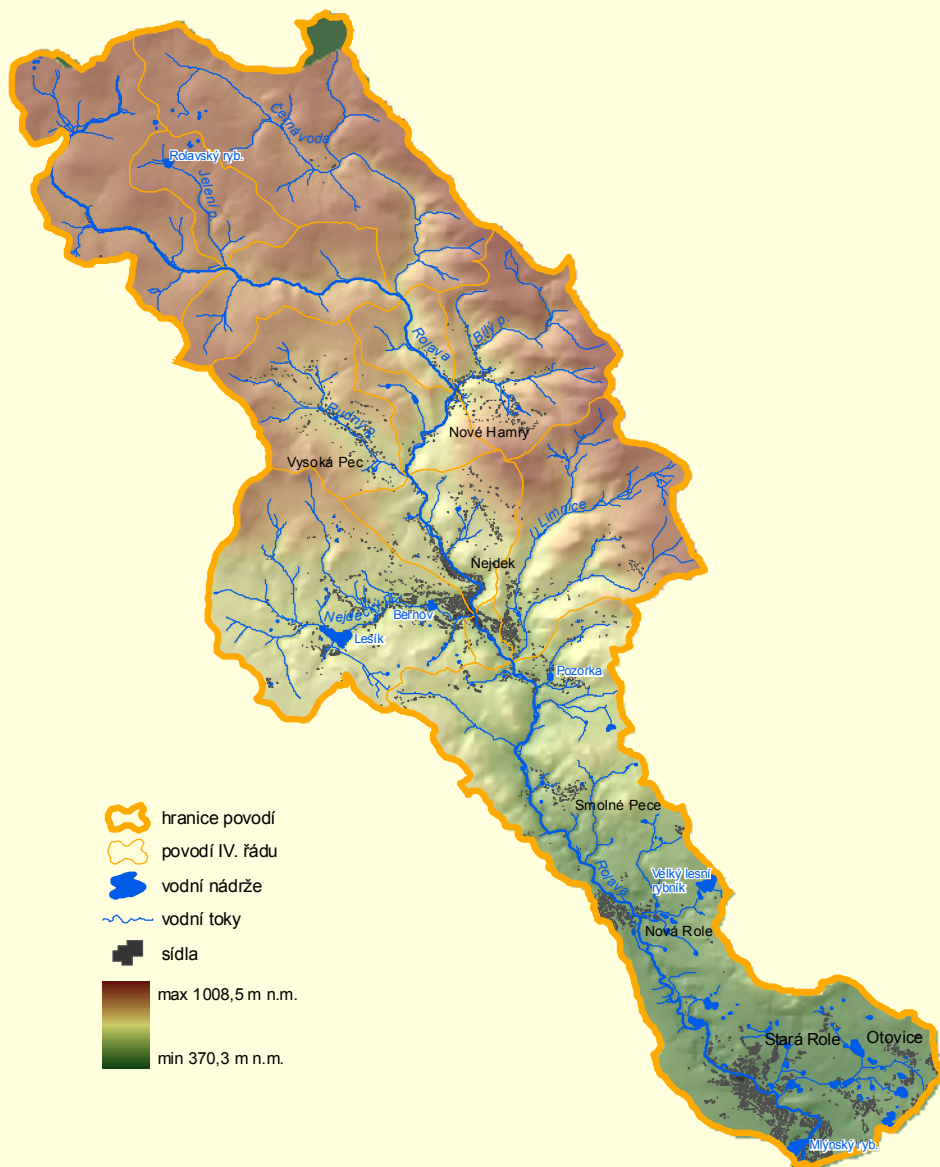 Černá voda
Rolavský ryb.
Jelení p.
Rolava
Bílý p.
Rudný p.
Nové Hamry
Vysoká Pec
Limnice
Nejdek
Nejdecký p.
Bernov
Lesík
Pozorka
Smolné Pece
Rolava
Velký lesní
rybník
Nová Role
Stará Role
Otovice
Mlýnský ryb.
hranice povodí
povodí IV. řádu
vodní nádrže
vodní toky
sídla
max 1008,5 m n.m.
min 370,3 m n.m.